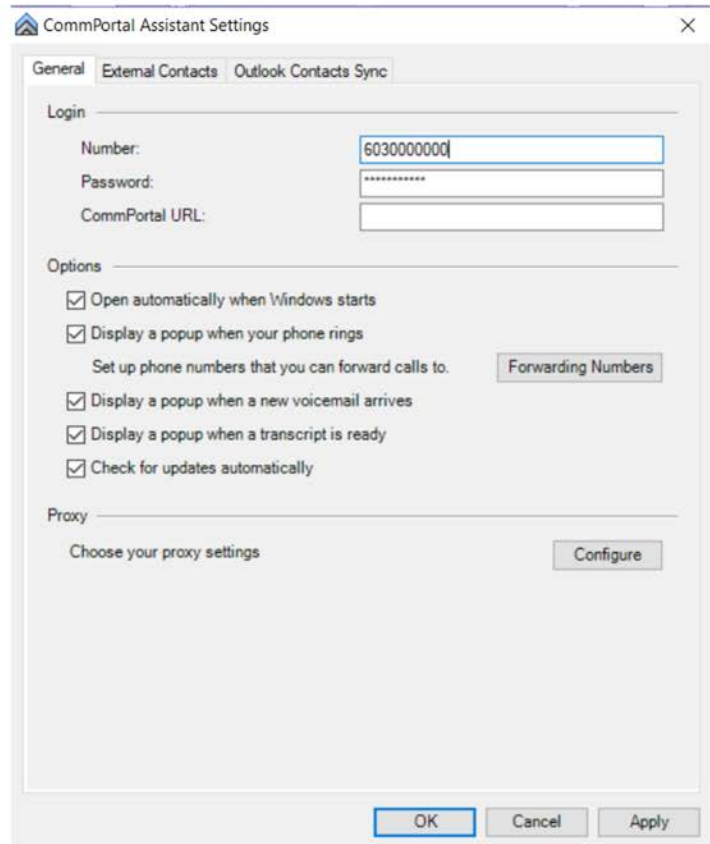 CommPortal Assistant Settings
General External Contacts Outlook Contacts Sync
Login
Number: 6030000000
Password: ***********
CommPortal URL:
Options
Open automatically when Windows starts
Display a popup when your phone rings
Set up phone numbers that you can forward calls to. Forwarding Numbers
Display a popup when a new voicemail arrives
Display a popup when a transcript is ready
Check for updates automatically
Proxy
Choose your proxy settings Configure
OK Cancel Apply